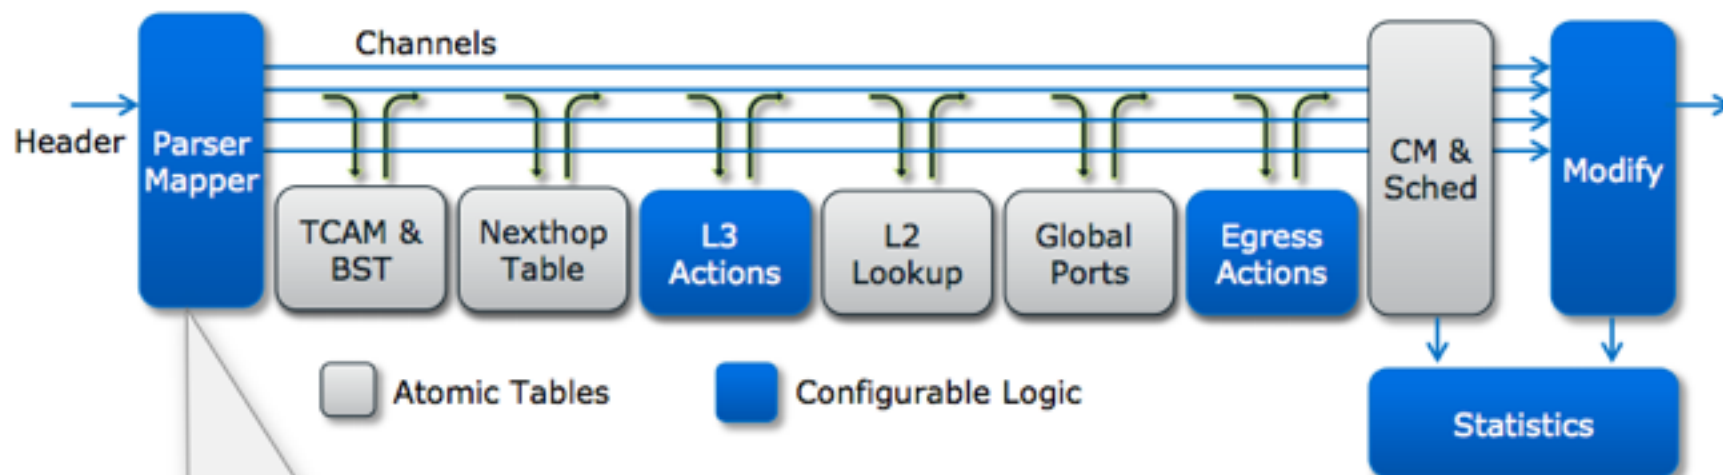 Channels
Header
Parser
Mapper
TCAM &
BST
Nexthop
Table
L3
Actions
L2
Lookup
Global
Ports
Egress
Actions
CM &
Sched
Modify
Atomic Tables
Configurable Logic
Statistics